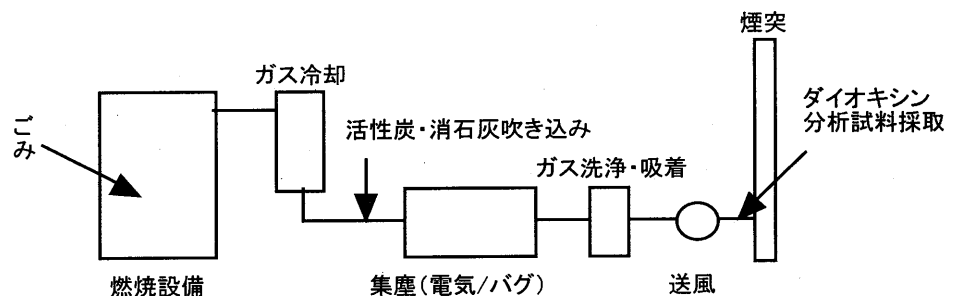 煙突
ガス冷却
ダイオキシン
分析試料採取
ごみ
活性炭・消石灰吹き込み
ガス洗浄・吸着
燃焼設備
集塵(電気/バグ)
送風